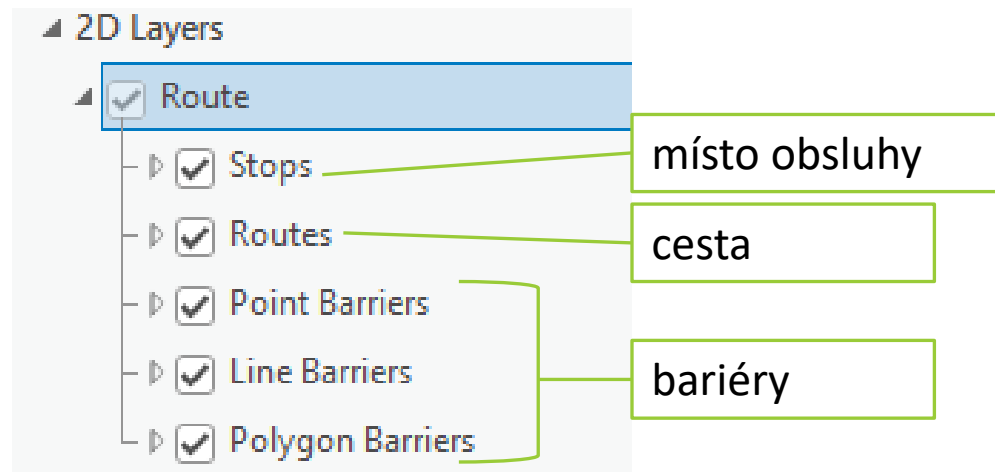 2D Layers
Route
Stops
místo obsluhy
Routes
cesta
Point Barriers
Line Barriers
bariéry
Polygon Barriers